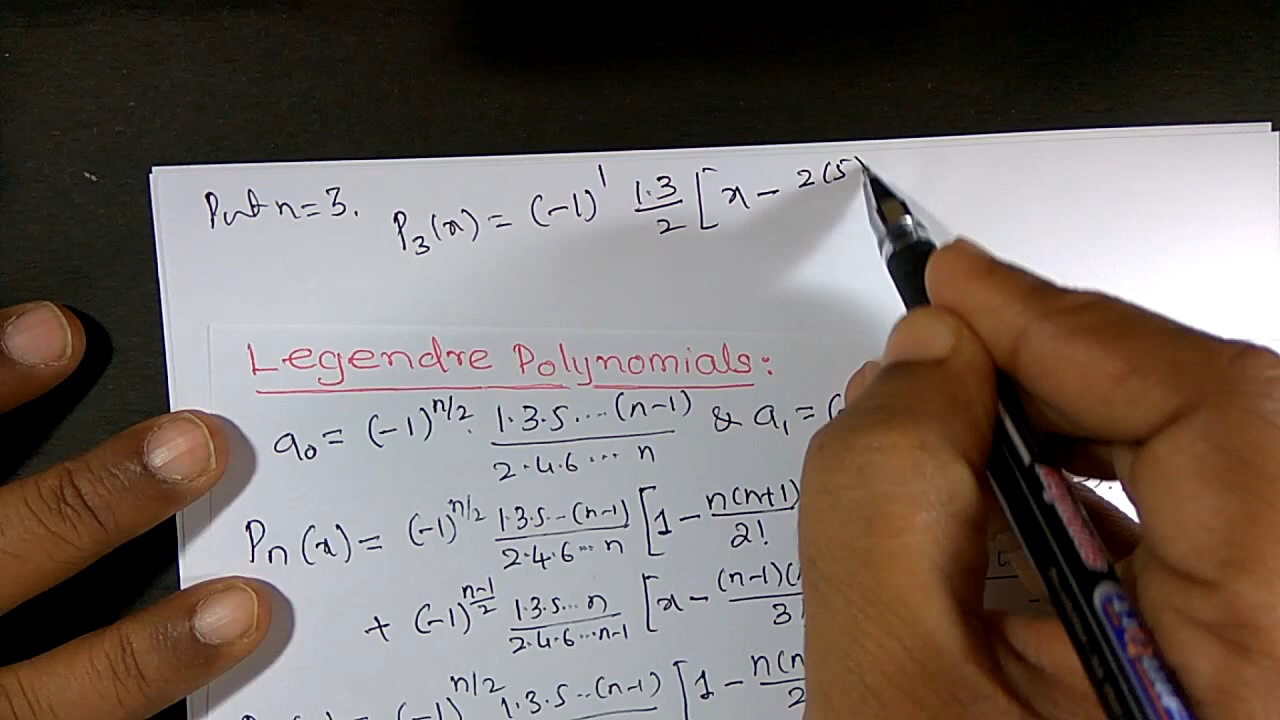 Put n=3. P₃(x) = (-1)¹ 1.3/2 [x - 2(5)
Legendre Polynomials:
a₀ = (-1)^(n/2) . 1.3.5...(n-1)/2.4.6...n & a₁ = (
Pₙ(x) = (-1)^(n/2) 1.3.5...(n-1)/2.4.6...n [1 - n(n+1)/2!
+ (-1)^((n-1)/2) 1.3.5...n/2.4.6...n-1 [x - (n-1)(/3!
n/2 1.3.5...(n-1) [1 - n(n/2